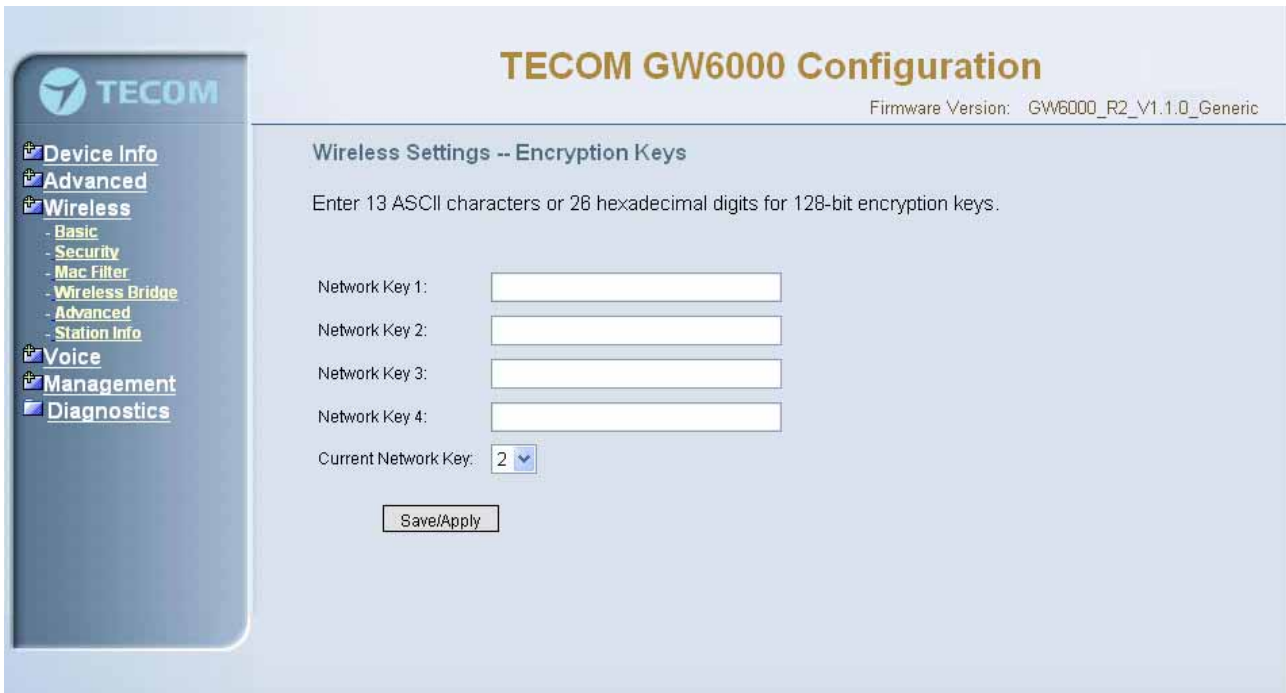 TECOM
TECOM GW6000 Configuration
Firmware Version: GW6000_R2_V1.1.0_Generic
Device Info
Advanced
Wireless
- Basic
- Security
- Mac Filter
- Wireless Bridge
- Advanced
- Station Info
Voice
Management
Diagnostics
Wireless Settings -- Encryption Keys
Enter 13 ASCII characters or 26 hexadecimal digits for 128-bit encryption keys.
Network Key 1:
Network Key 2:
Network Key 3:
Network Key 4:
Current Network Key: 2
Save/Apply